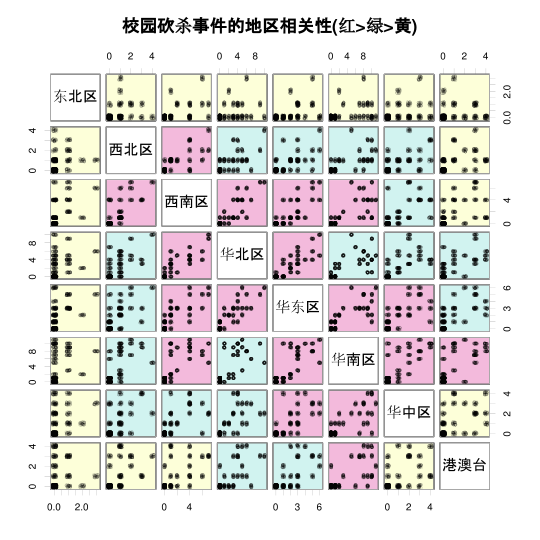 校园砍杀事件的地区相关性(红>绿>黄)
0 2 4 0 4 8 0 4 8 0 2 4
东北区 0.0 2.0
0 2 4 西北区
西南区 0 4
0 4 8 华北区
华东区 0 3 6
0 4 8 华南区
华中区 0 2 4
0 2 4 港澳台
0.0 2.0 0 4 0 3 6 0 2 4